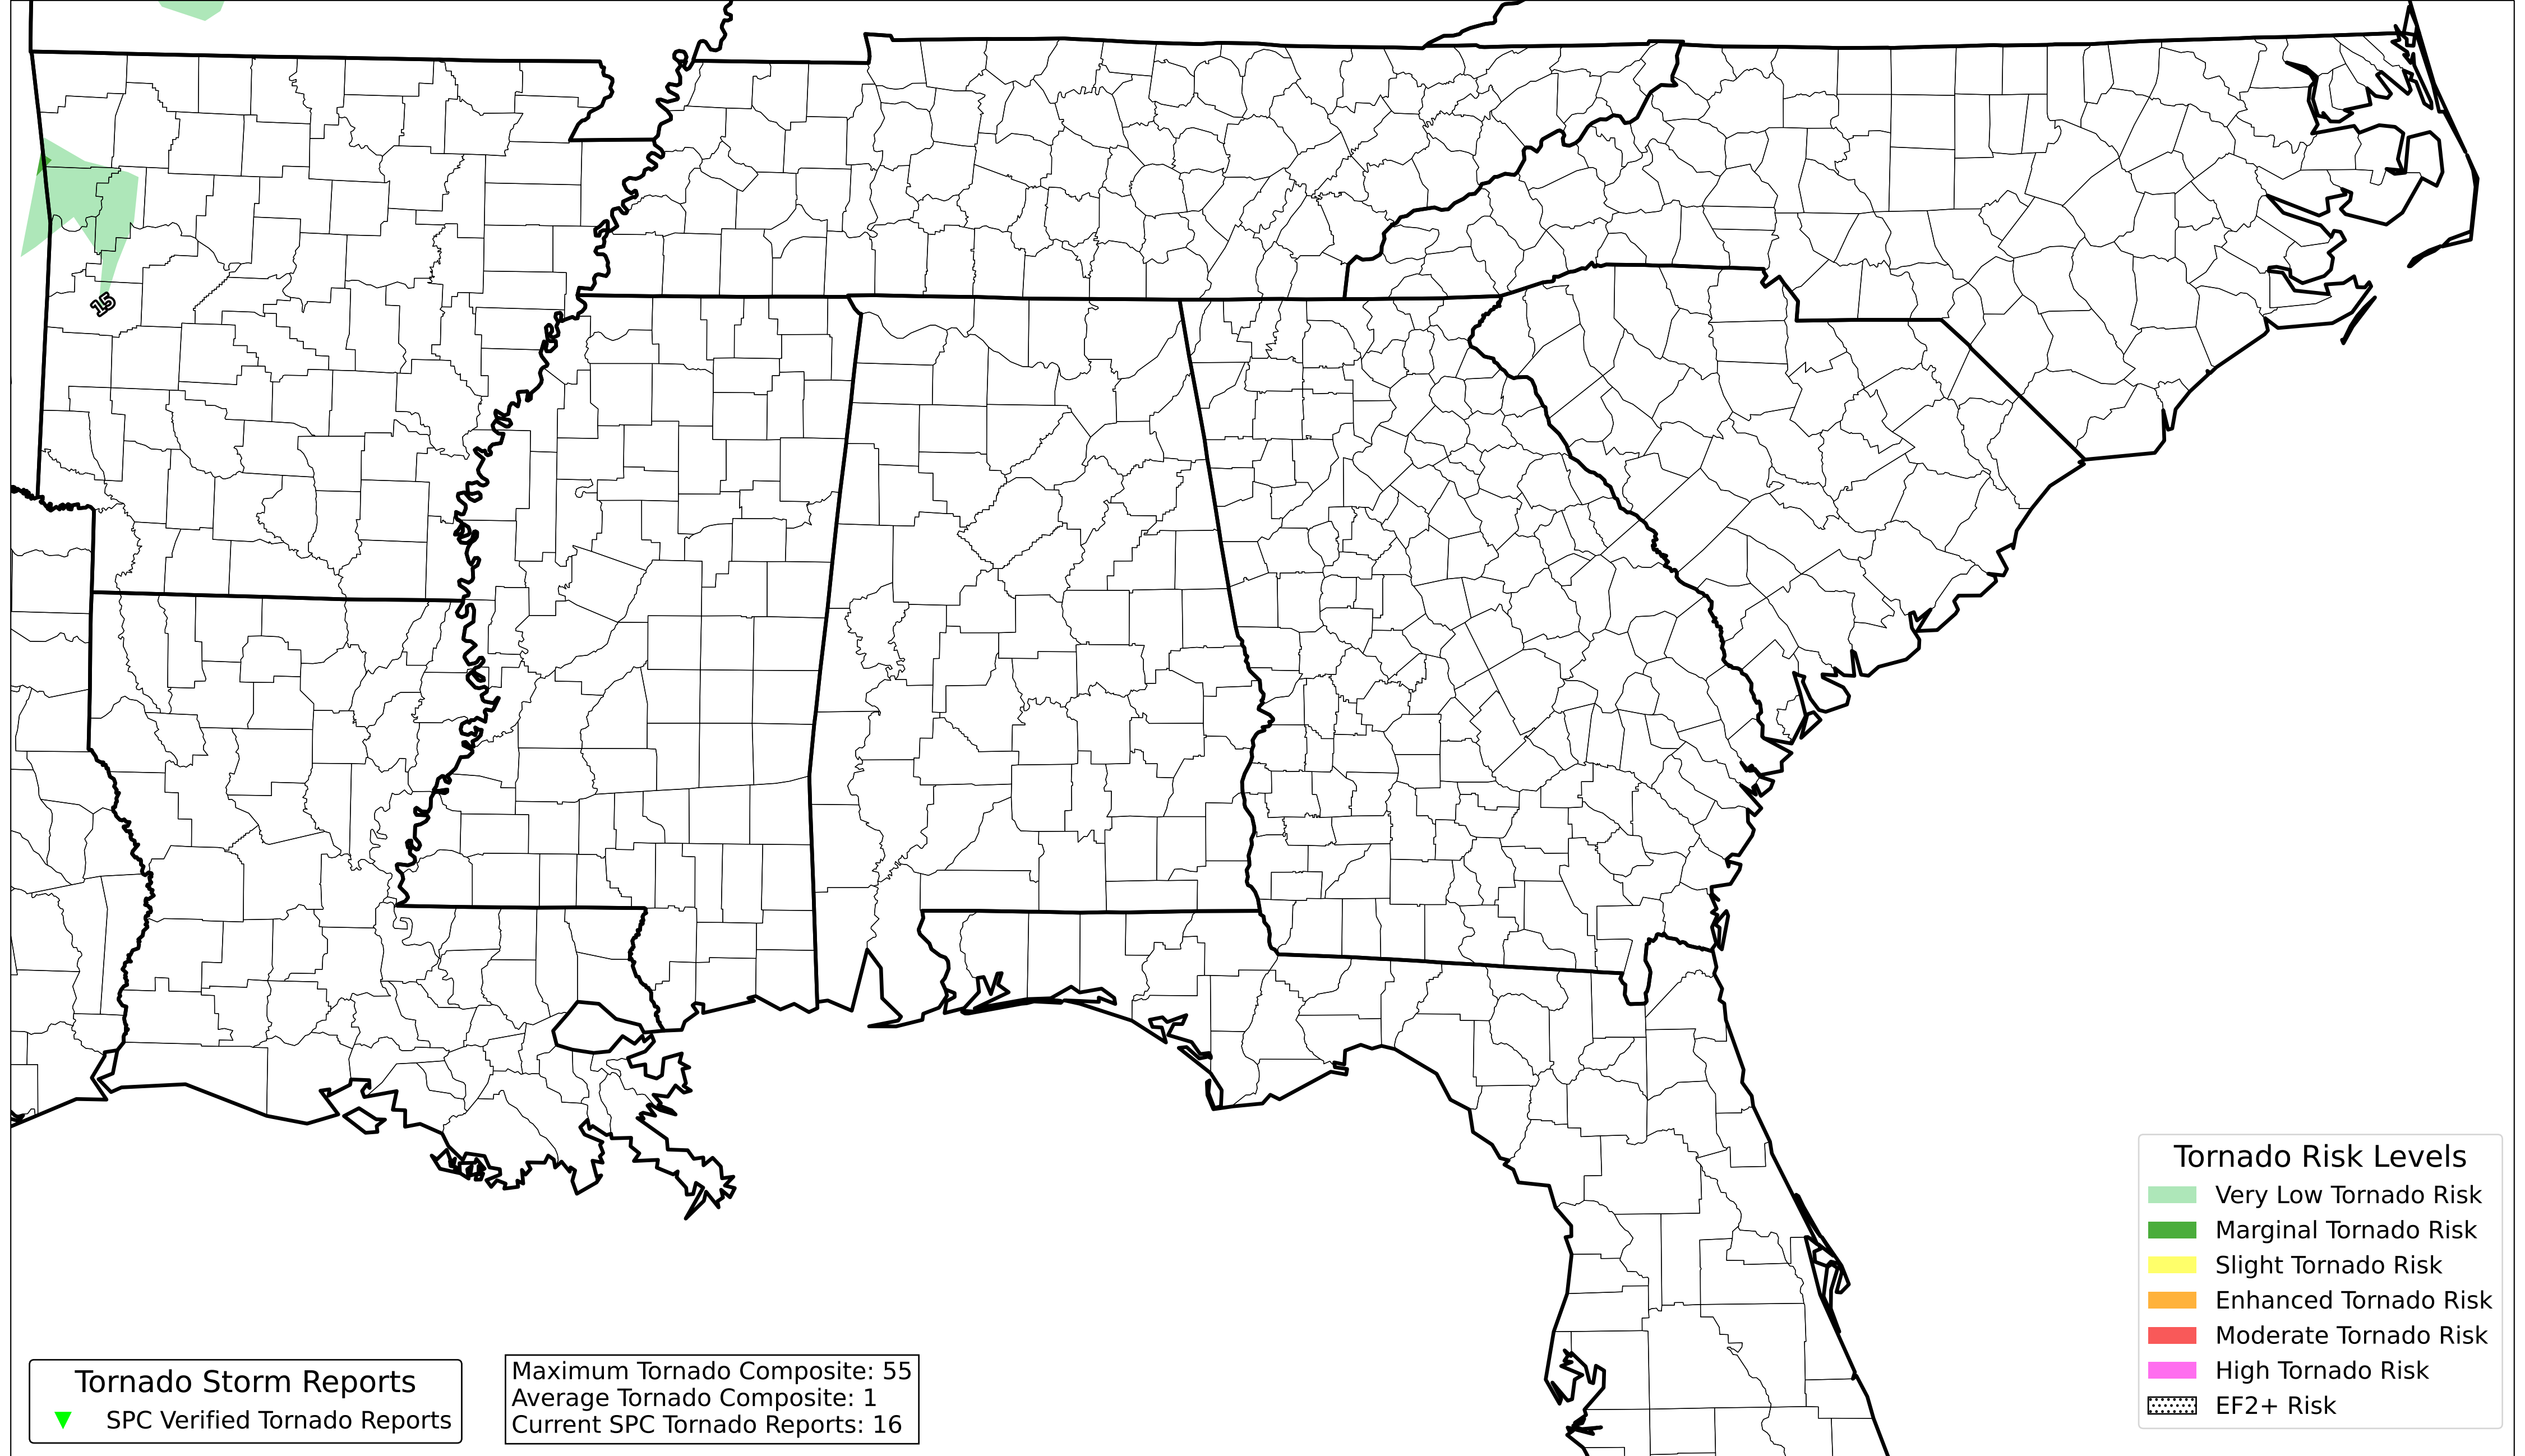 15
Tornado Storm Reports
SPC Verified Tornado Reports
Maximum Tornado Composite: 55
Average Tornado Composite: 1
Current SPC Tornado Reports: 16
Tornado Risk Levels
Very Low Tornado Risk
Marginal Tornado Risk
Slight Tornado Risk
Enhanced Tornado Risk
Moderate Tornado Risk
High Tornado Risk
EF2+ Risk